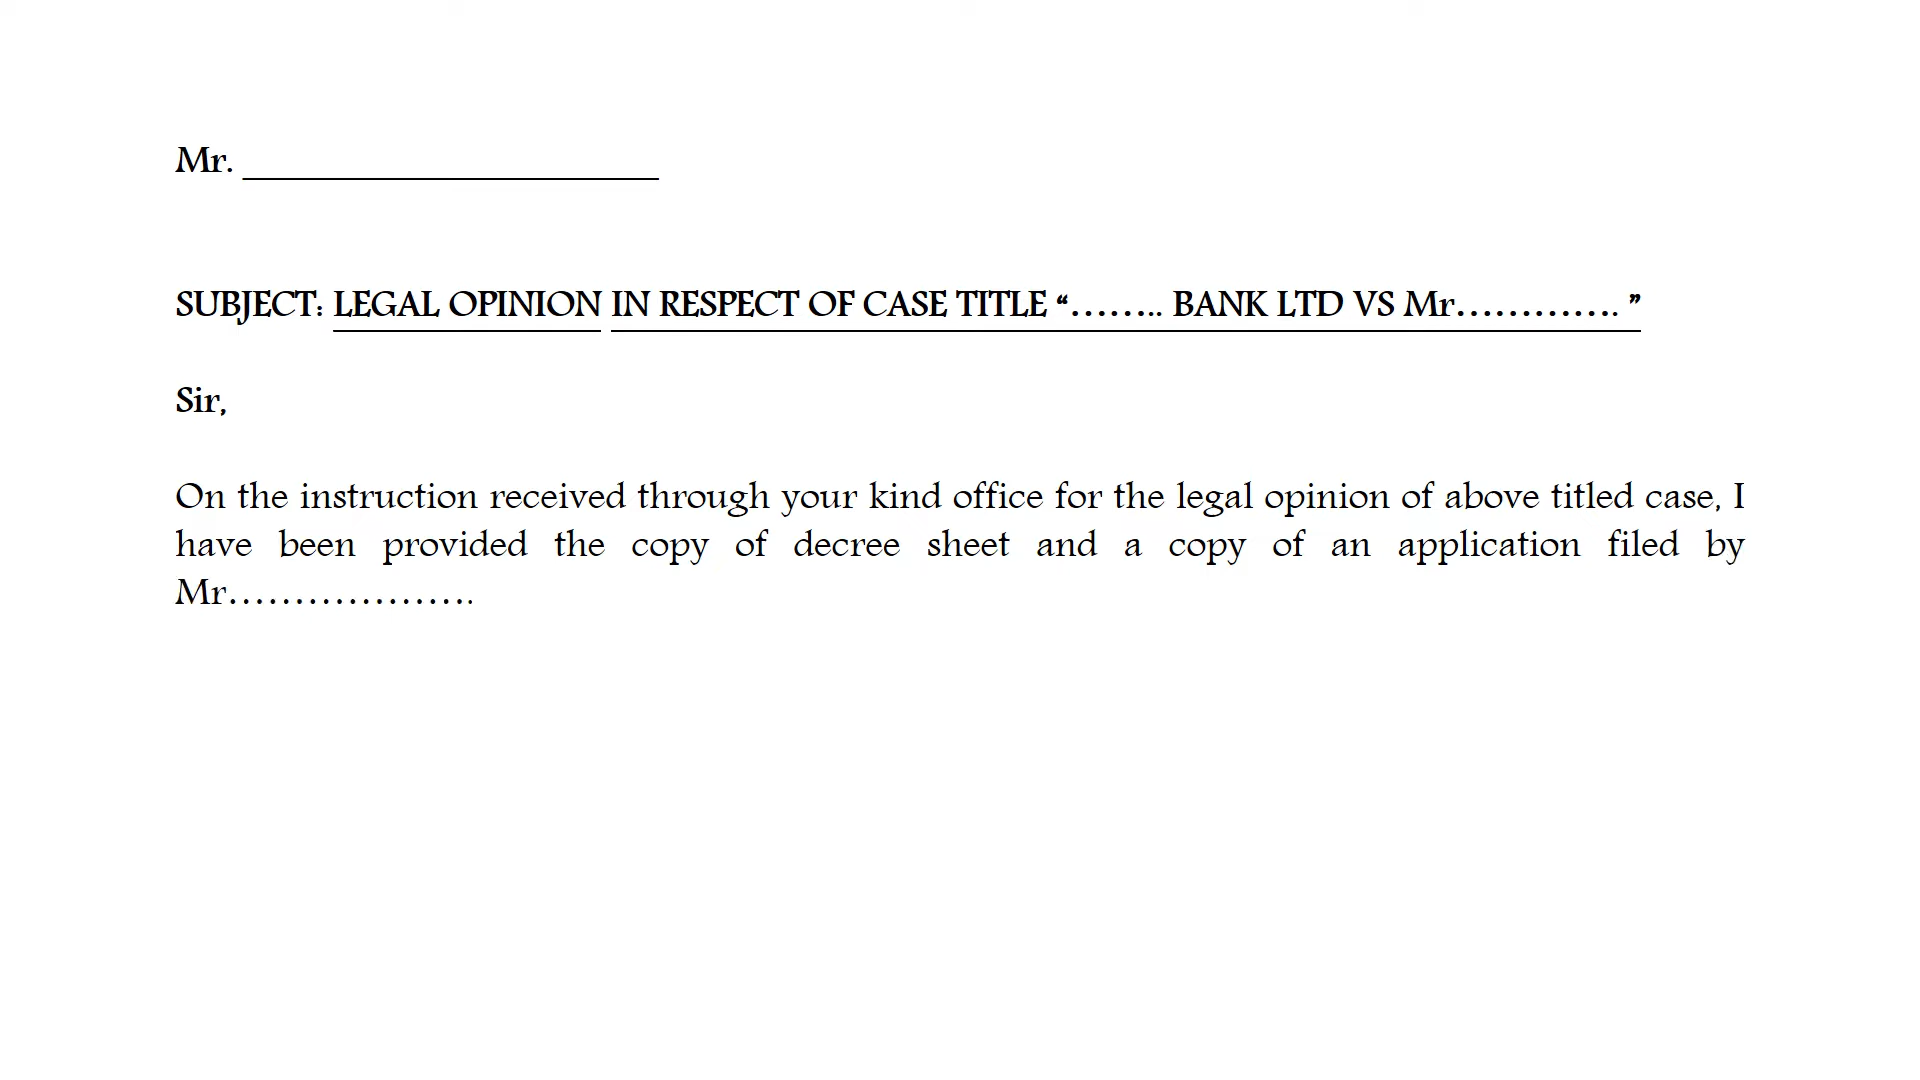 Mr. ______________________
SUBJECT: LEGAL OPINION IN RESPECT OF CASE TITLE “…….. BANK LTD VS Mr…………. ”
Sir,
On the instruction received through your kind office for the legal opinion of above titled case, I
have been provided the copy of decree sheet and a copy of an application filed by
Mr……………….